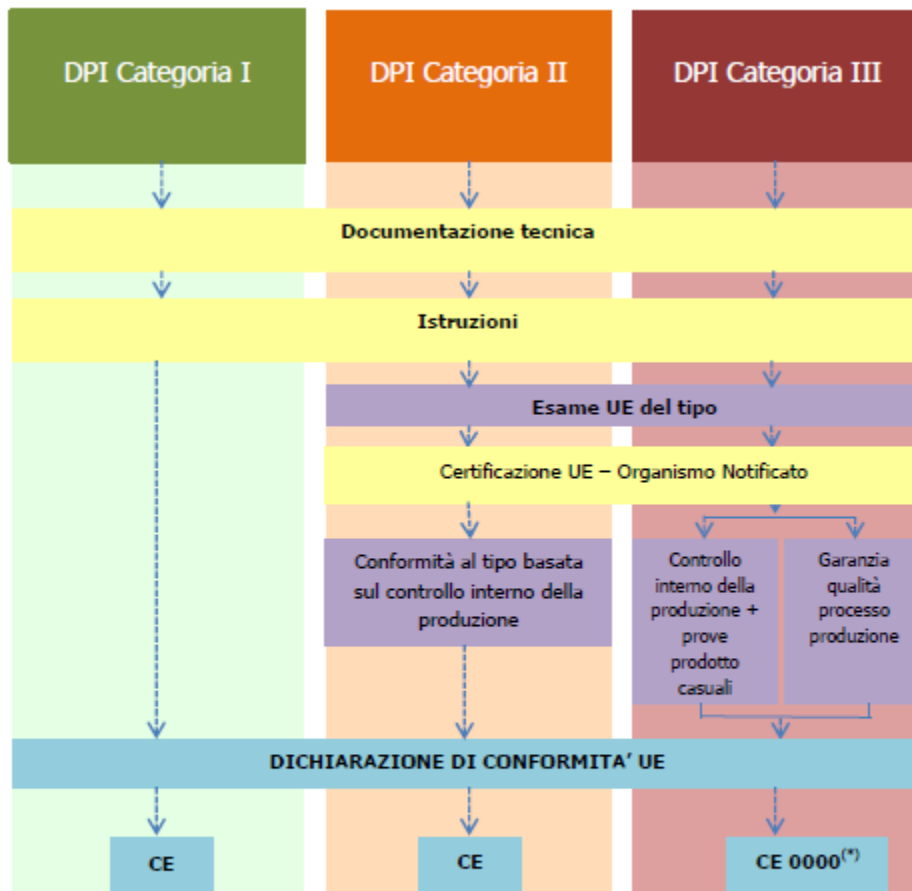 DPI Categoria I
DPI Categoria II
DPI Categoria III
Documentazione tecnica
Istruzioni
Esame UE del tipo
Certificazione UE – Organismo Notificato
Conformità al tipo basata
sul controllo interno della
produzione
Controllo
interno della
produzione +
prove
prodotto
casuali
Garanzia
qualità
processo
produzione
DICHIARAZIONE DI CONFORMITA’ UE
CE
CE
CE 0000(*)